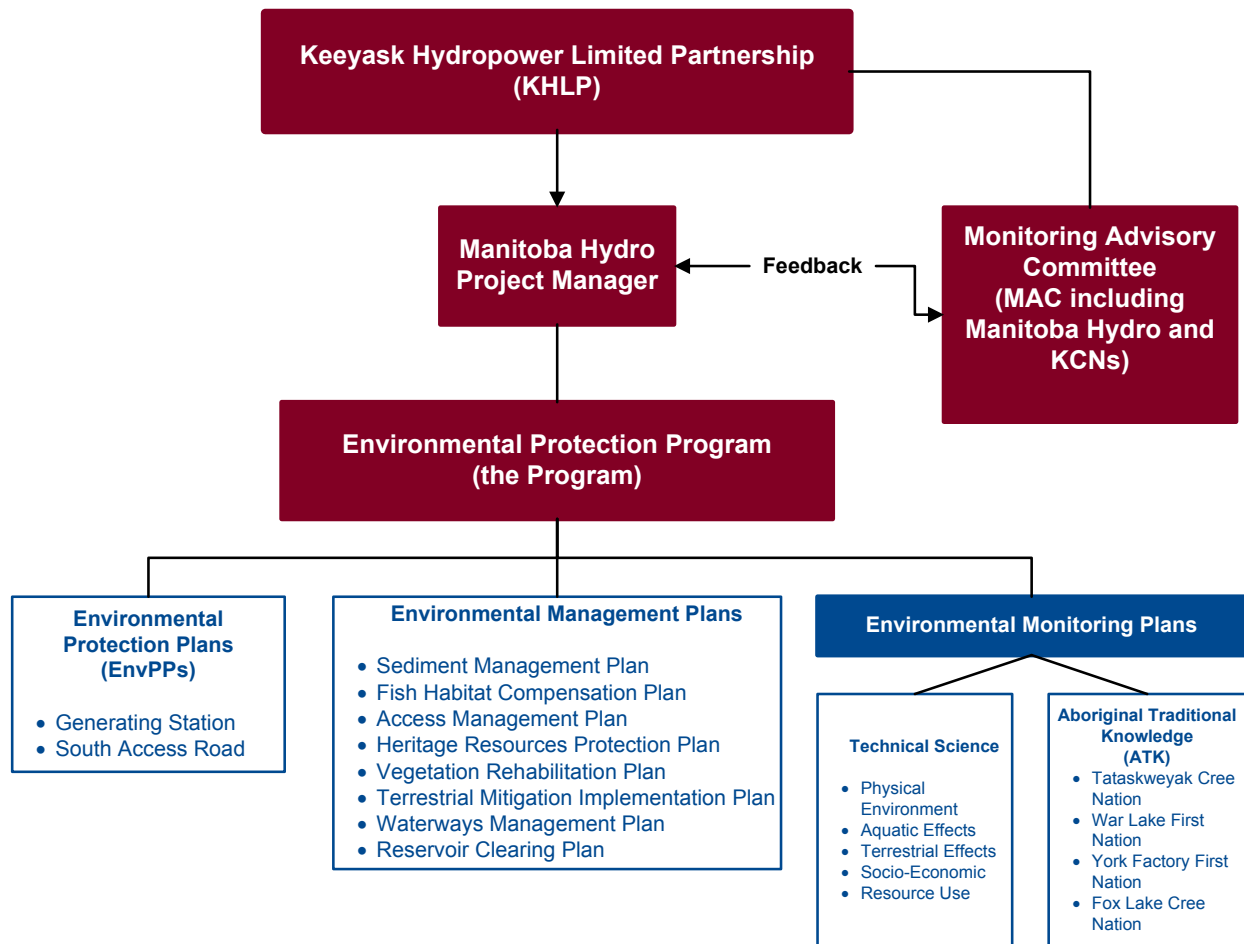 Keeyask Hydropower Limited Partnership
(KHLP)
Manitoba Hydro
Project Manager
Feedback
Monitoring Advisory
Committee
(MAC including
Manitoba Hydro and
KCNs)
Environmental Protection Program
(the Program)
Environmental
Protection Plans
(EnvPPs)
• Generating Station
• South Access Road
Environmental Management Plans
• Sediment Management Plan
• Fish Habitat Compensation Plan
• Access Management Plan
• Heritage Resources Protection Plan
• Vegetation Rehabilitation Plan
• Terrestrial Mitigation Implementation Plan
• Waterways Management Plan
• Reservoir Clearing Plan
Environmental Monitoring Plans
Technical Science
• Physical
Environment
• Aquatic Effects
• Terrestrial Effects
• Socio-Economic
• Resource Use
Aboriginal Traditional
Knowledge
(ATK)
• Tataskweyak Cree
Nation
• War Lake First
Nation
• York Factory First
Nation
• Fox Lake Cree
Nation